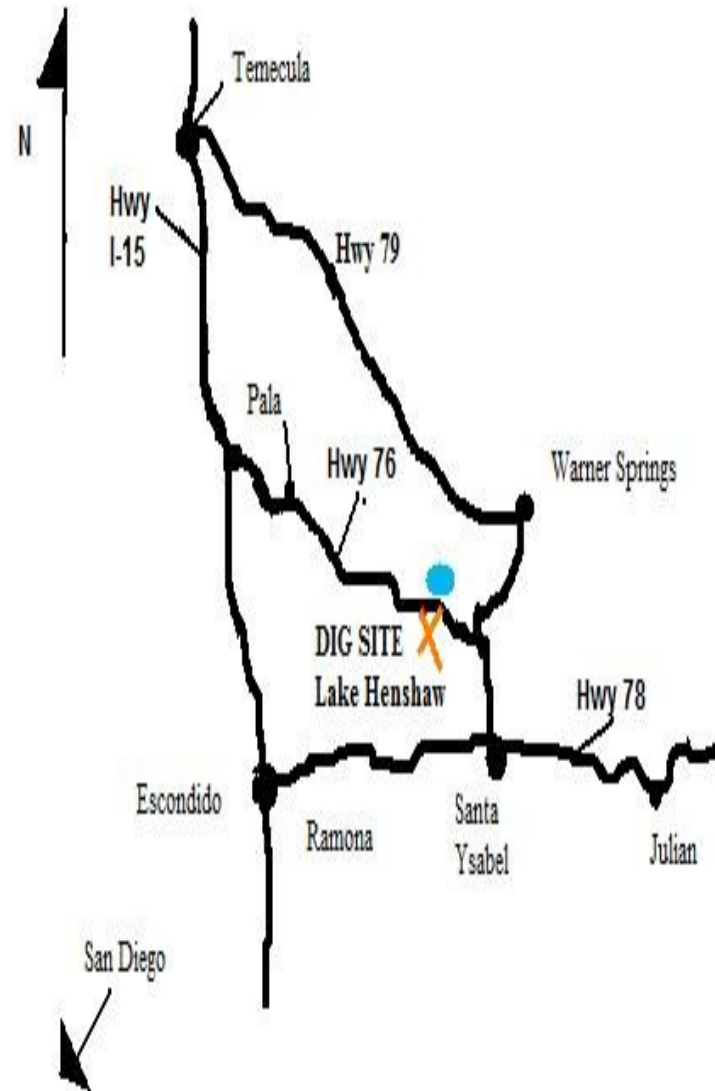 Temecula
N
Hwy
I-15
Hwy 79
Pala
Hwy 76
Warner Springs
DIG SITE
Lake Henshaw
Hwy 78
Escondido
Ramona
Santa
Ysabel
Julian
San Diego